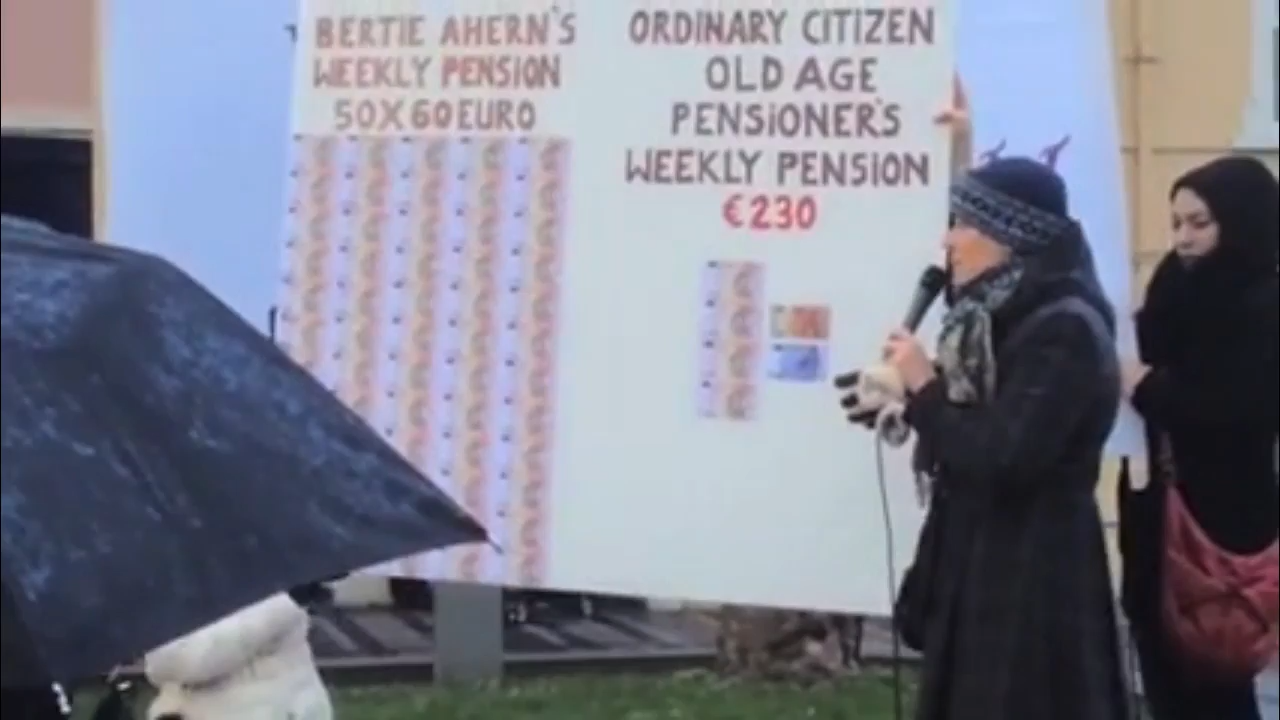 BERTIE AHERN'S
WEEKLY PENSION
50X60EURO
ORDINARY CITIZEN
OLD AGE
PENSiONER'S
WEEKLY PENSiON
€230